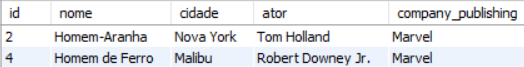 id nome cidade ator company_publishing
2 Homem-Aranha Nova York Tom Holland Marvel
4 Homem de Ferro Malibu Robert Downey Jr. Marvel